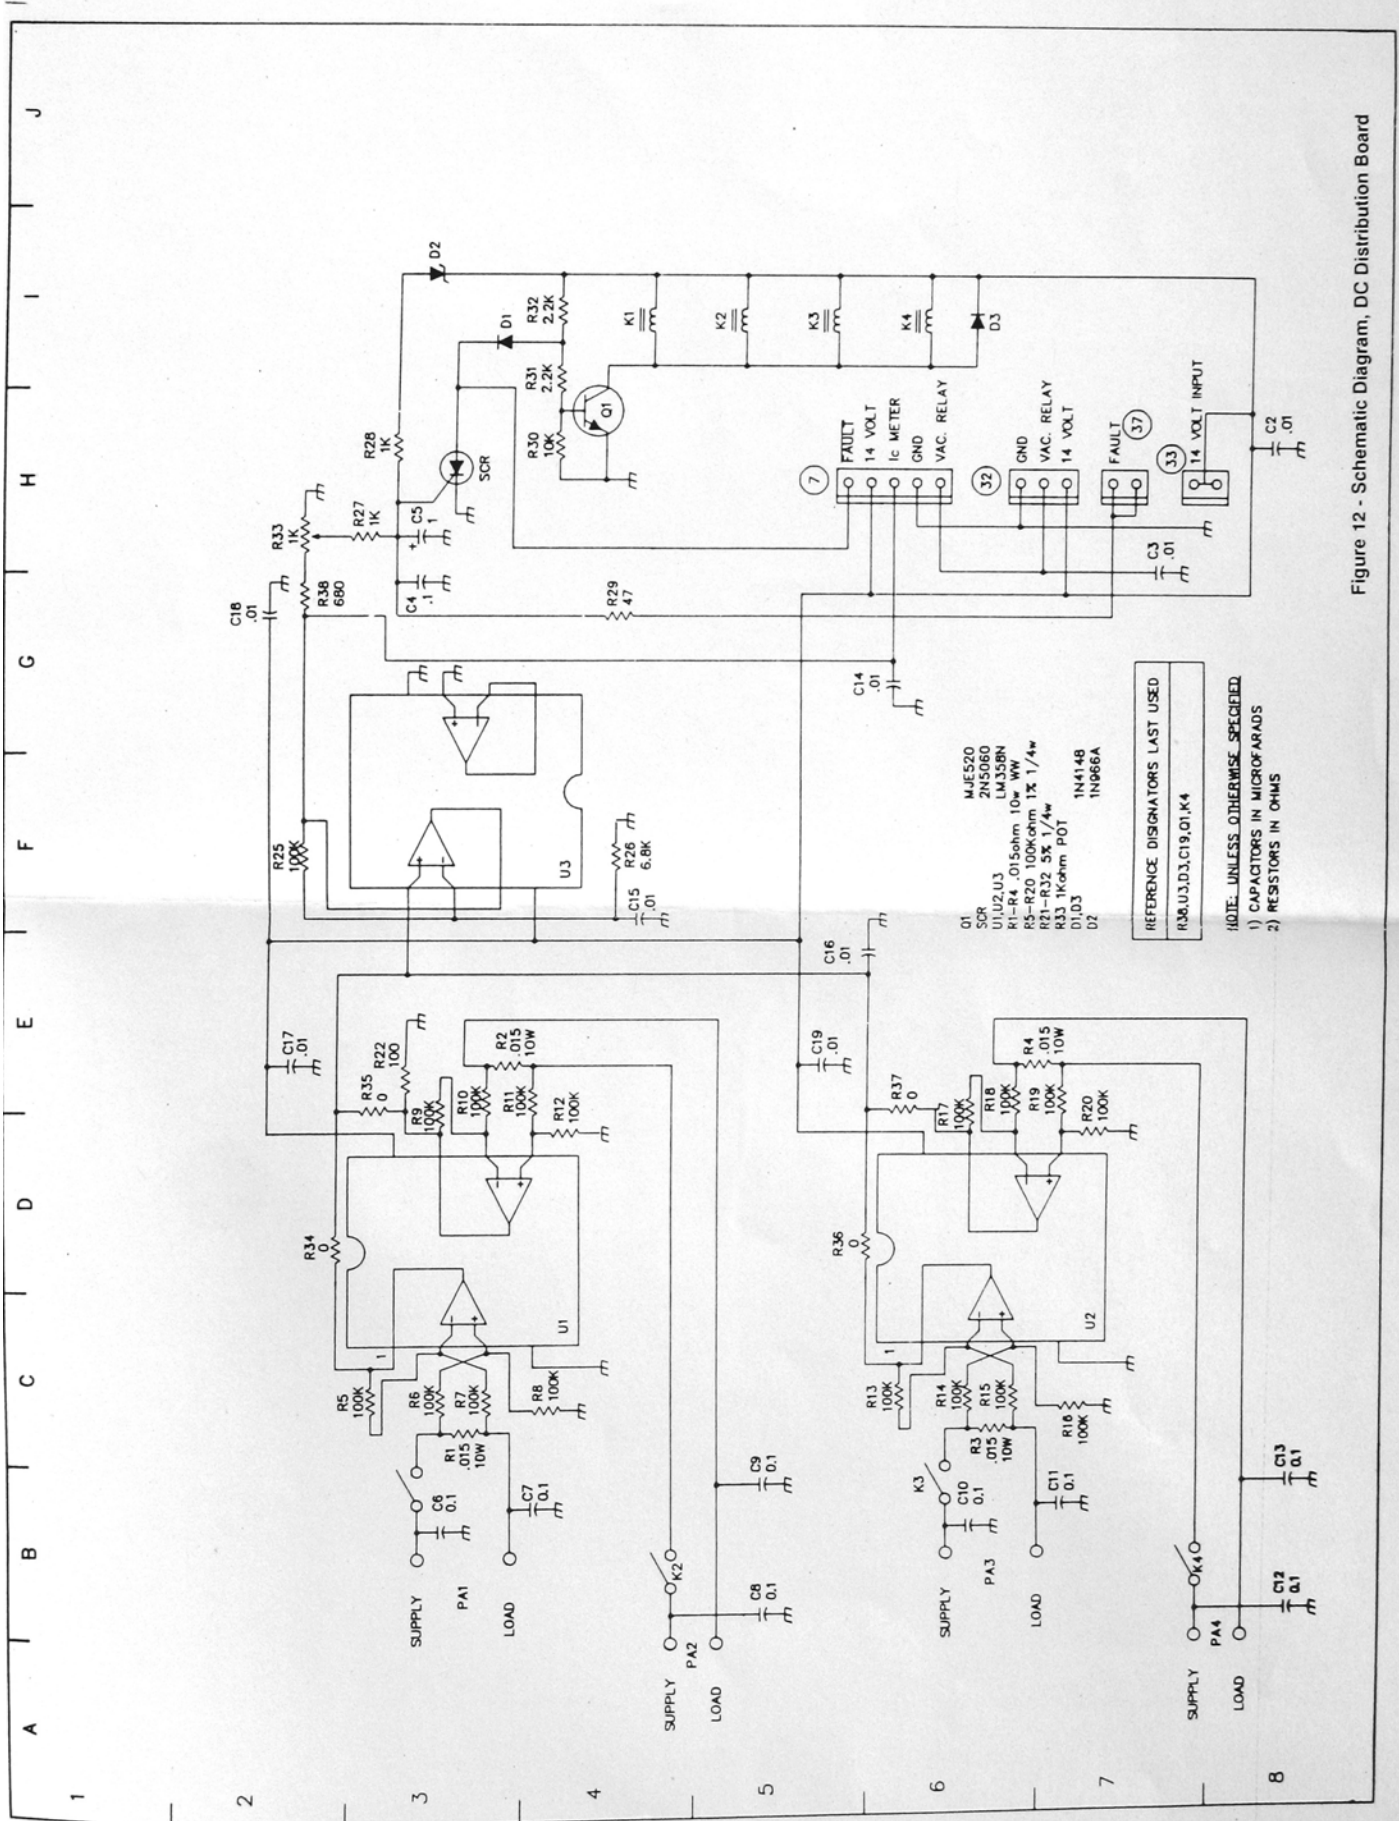 A
B
C
D
E
F
G
H
I
J
1
2
3
4
5
6
7
8
SUPPLY
PA1
LOAD
C6
0.1
C7
0.1
R5
100K
R6
100K
R7
100K
R1
.015
10W
R8
100K
1
U1
R34
0
R35
0
R22
100
C17
.01
R9
100K
R10
100K
R11
100K
R12
100K
R2
.015
10W
SUPPLY
PA2
LOAD
K2
C8
0.1
C9
0.1
SUPPLY
PA3
LOAD
K3
C10
0.1
C11
0.1
R13
100K
R14
100K
R15
100K
R3
.015
10W
R16
100K
1
U2
R36
0
R37
0
C19
.01
C16
.01
R17
100K
R18
100K
R19
100K
R20
100K
R4
.015
10W
SUPPLY
PA4
LOAD
K4
C12
0.1
C13
0.1
R25
100K
U3
R26
6.8K
C15
.01
C18
.01
R38
680
R33
1K
R27
1K
C4
.1
C5
1
R28
1K
SCR
D2
D1
R29
47
R30
10K
R31
2.2K
R32
2.2K
Q1
K1
K2
K3
K4
D3
C14
.01
7
FAULT
14 VOLT
Ic METER
GND
VAC. RELAY
32
GND
VAC. RELAY
14 VOLT
FAULT
37
33
14 VOLT INPUT
C3
.01
C2
.01
Q1 MJE520
SCR 2N5060
U1,U2,U3 LM358N
R1-R4 .015ohm 10w WW
R5-R20 100Kohm 1% 1/4w
R21-R32 5% 1/4w
R33 1Kohm POT
D1,D3 1N4148
D2 1N966A
REFERENCE DISIGNATORS LAST USED
R38,U3,D3,C19,Q1,K4
NOTE: UNLESS OTHERWISE SPECIFIED
1) CAPACITORS IN MICROFARADS
2) RESISTORS IN OHMS
Figure 12 - Schematic Diagram, DC Distribution Board